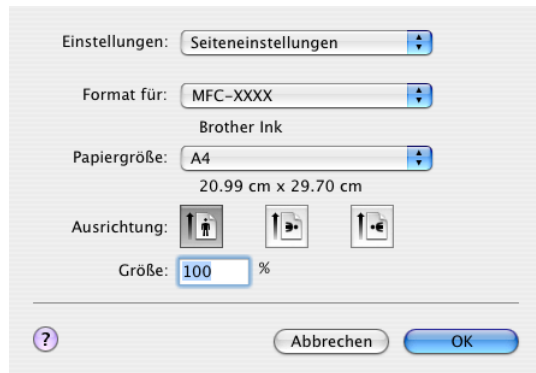 Einstellungen: Seiteneinstellungen
Format für: MFC-XXXX
Brother Ink
Papiergröße: A4
20.99 cm x 29.70 cm
Ausrichtung:
Größe: 100 %
? Abbrechen OK